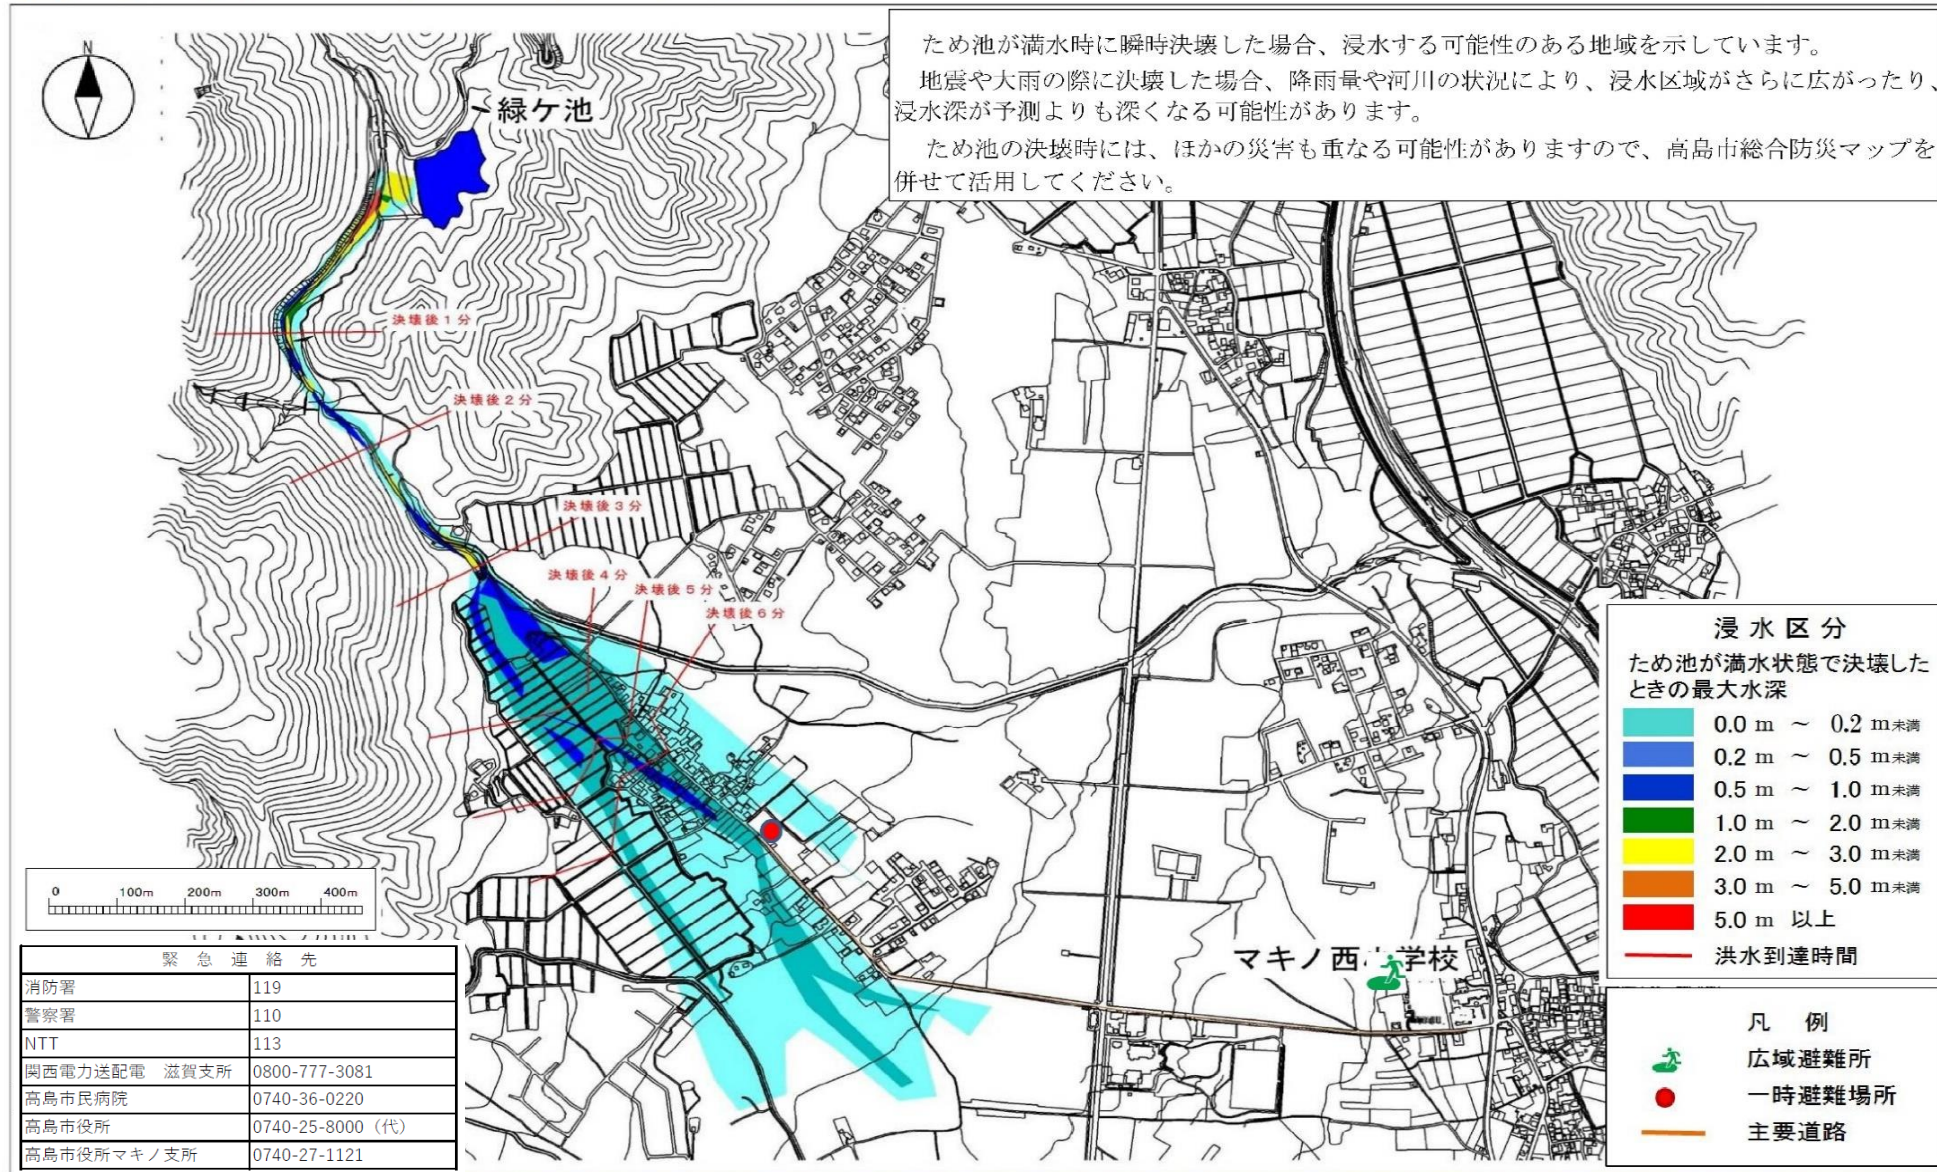 ため池が満水時に瞬時決壊した場合、浸水する可能性のある地域を示しています。
地震や大雨の際に決壊した場合、降雨量や河川の状況により、浸水区域がさらに広がったり、
浸水深が予測よりも深くなる可能性があります。
ため池の決壊時には、ほかの災害も重なる可能性がありますので、高島市総合防災マップを
併せて活用してください。
N
緑ケ池
決壊後1分
決壊後2分
決壊後3分
決壊後4分
決壊後5分
決壊後6分
マキノ西小学校
浸水区分
ため池が満水状態で決壊した
ときの最大水深
0.0 m ~ 0.2 m未満
0.2 m ~ 0.5 m未満
0.5 m ~ 1.0 m未満
1.0 m ~ 2.0 m未満
2.0 m ~ 3.0 m未満
3.0 m ~ 5.0 m未満
5.0 m 以上
洪水到達時間
凡例
広域避難所
一時避難場所
主要道路
0 100m 200m 300m 400m
緊急連絡先
消防署 119
警察署 110
NTT 113
関西電力送配電 滋賀支所 0800-777-3081
高島市民病院 0740-36-0220
高島市役所 0740-25-8000（代）
高島市役所マキノ支所 0740-27-1121